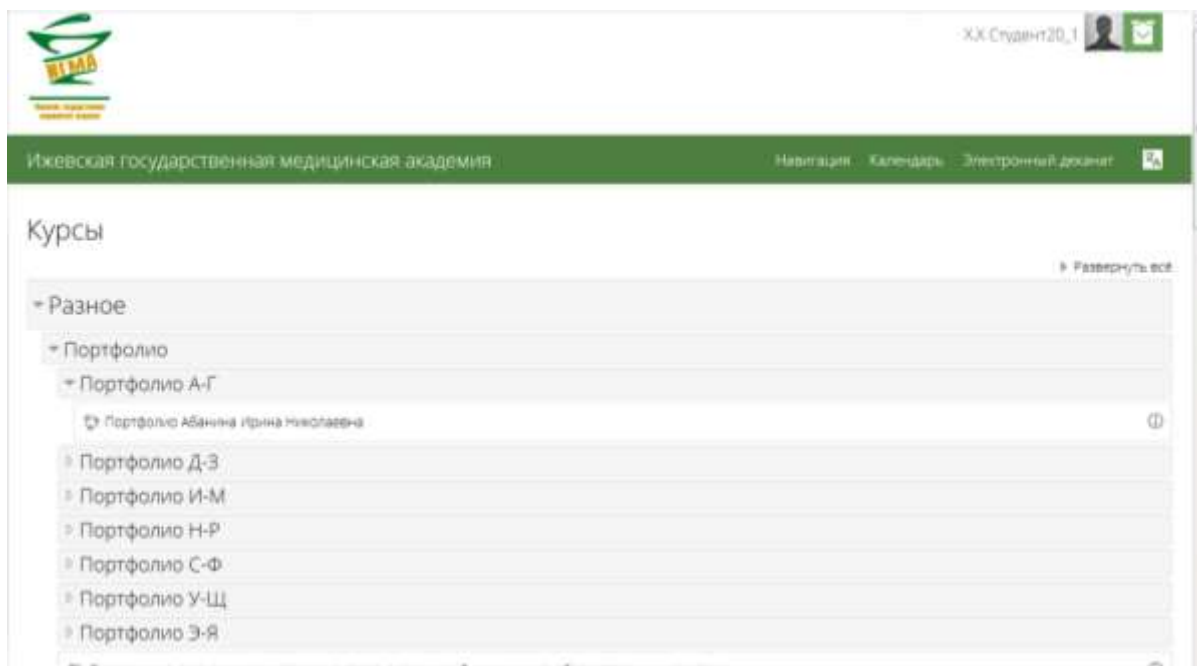 Х.Х.Студент20_1
ИГМА
Ижевская государственная медицинская академия
Навигация Календарь Электронный деканат
Курсы
Развернуть всё
Разное
Портфолио
Портфолио А-Г
Портфолио Абанина Ирина Николаевна
Портфолио Д-З
Портфолио И-М
Портфолио Н-Р
Портфолио С-Ф
Портфолио У-Щ
Портфолио Э-Я